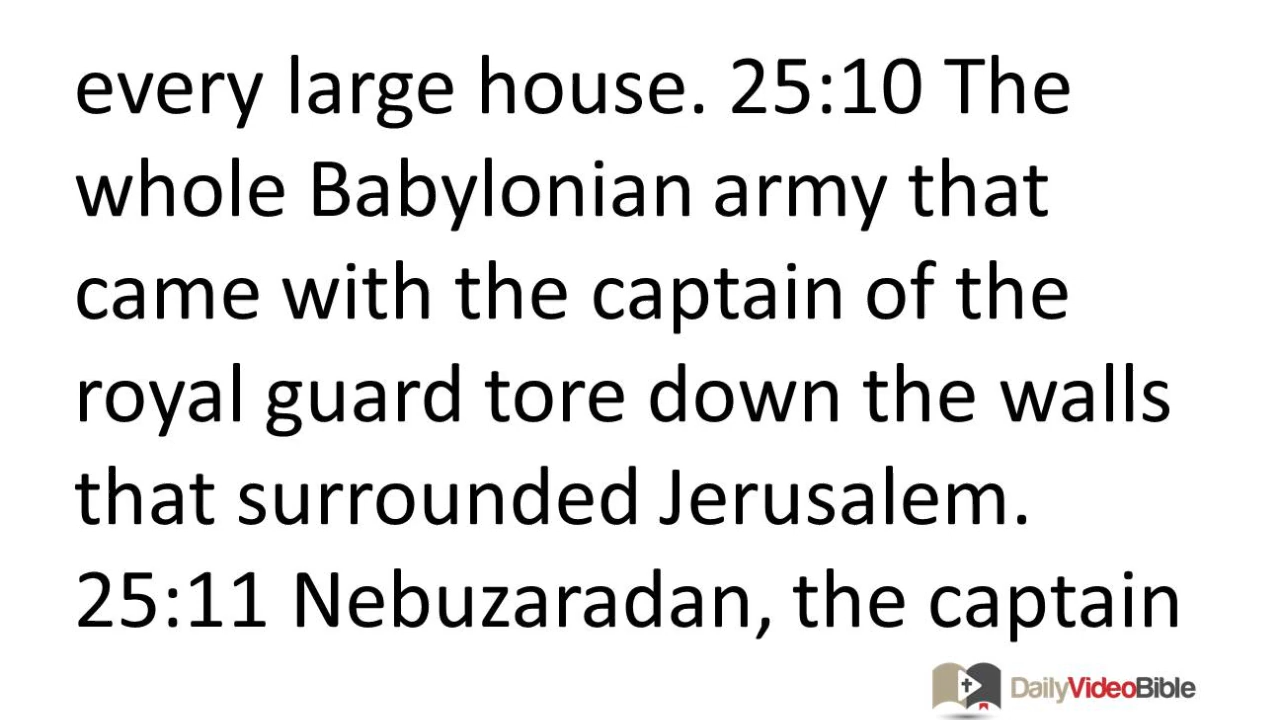 every large house. 25:10 The
whole Babylonian army that
came with the captain of the
royal guard tore down the walls
that surrounded Jerusalem.
25:11 Nebuzaradan, the captain
DailyVideoBible